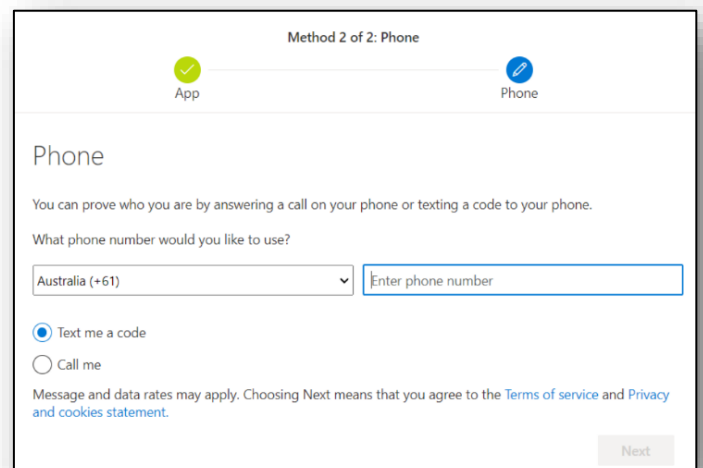 Method 2 of 2: Phone
App
Phone
Phone
You can prove who you are by answering a call on your phone or texting a code to your phone.
What phone number would you like to use?
Australia (+61)
Enter phone number
Text me a code
Call me
Message and data rates may apply. Choosing Next means that you agree to the Terms of service and Privacy
and cookies statement.
Next